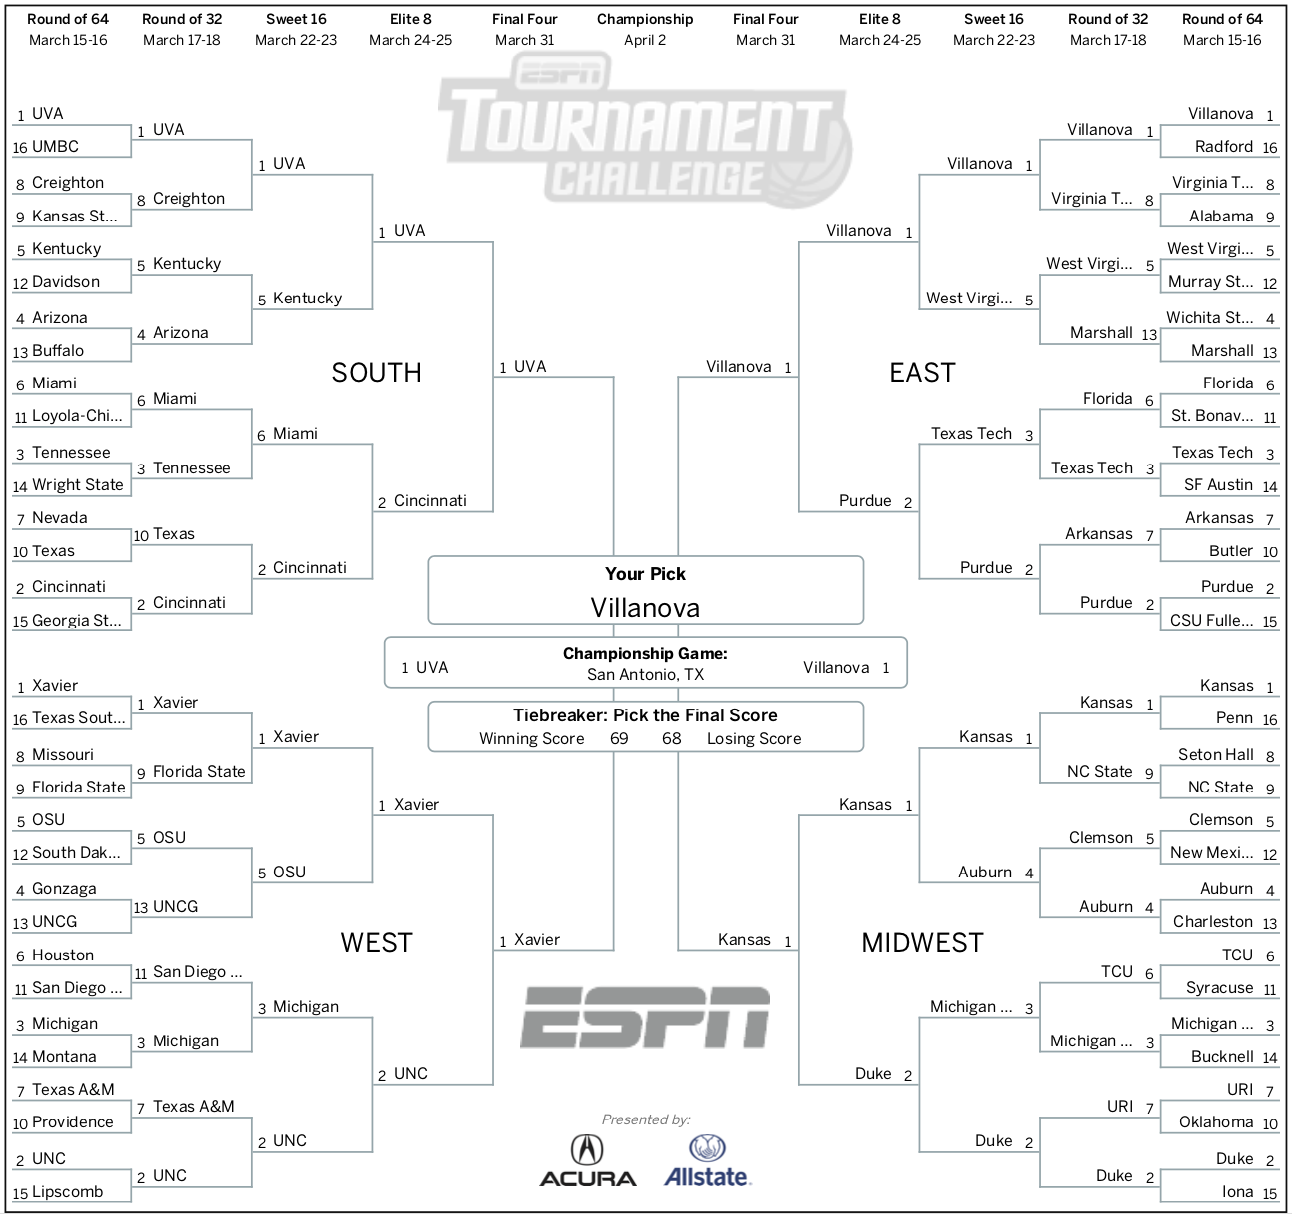 Round of 64 Round of 32 Sweet 16 Elite 8 Final Four Championship Final Four Elite 8 Sweet 16 Round of 32 Round of 64
March 15-16 March 17-18 March 22-23 March 24-25 March 31 April 2 March 31 March 24-25 March 22-23 March 17-18 March 15-16
ESPN
TOURNAMENT
CHALLENGE
SOUTH
1 UVA
16 UMBC
8 Creighton
9 Kansas St...
5 Kentucky
12 Davidson
4 Arizona
13 Buffalo
6 Miami
11 Loyola-Chi...
3 Tennessee
14 Wright State
7 Nevada
10 Texas
2 Cincinnati
15 Georgia St...
1 UVA
8 Creighton
5 Kentucky
4 Arizona
6 Miami
3 Tennessee
10 Texas
2 Cincinnati
1 UVA
5 Kentucky
6 Miami
2 Cincinnati
1 UVA
2 Cincinnati
1 UVA
WEST
1 Xavier
16 Texas Sout...
8 Missouri
9 Florida State
5 OSU
12 South Dak...
4 Gonzaga
13 UNCG
6 Houston
11 San Diego ...
3 Michigan
14 Montana
7 Texas A&M
10 Providence
2 UNC
15 Lipscomb
1 Xavier
9 Florida State
5 OSU
13 UNCG
11 San Diego ...
3 Michigan
7 Texas A&M
2 UNC
1 Xavier
5 OSU
3 Michigan
2 UNC
1 Xavier
2 UNC
1 Xavier
Your Pick
Villanova
Championship Game:
1 UVA San Antonio, TX Villanova 1
Tiebreaker: Pick the Final Score
Winning Score 69 68 Losing Score
EAST
Villanova 1
Villanova 1
Purdue 2
Villanova 1
West Virgi... 5
Texas Tech 3
Purdue 2
Villanova 1
Virginia T... 8
West Virgi... 5
Marshall 13
Florida 6
Texas Tech 3
Arkansas 7
Purdue 2
Villanova 1
Radford 16
Virginia T... 8
Alabama 9
West Virgi... 5
Murray St... 12
Wichita St... 4
Marshall 13
Florida 6
St. Bonav... 11
Texas Tech 3
SF Austin 14
Arkansas 7
Butler 10
Purdue 2
CSU Fulle... 15
MIDWEST
Kansas 1
Kansas 1
Duke 2
Kansas 1
Auburn 4
Michigan ... 3
Duke 2
Kansas 1
NC State 9
Clemson 5
Auburn 4
TCU 6
Michigan ... 3
URI 7
Duke 2
Kansas 1
Penn 16
Seton Hall 8
NC State 9
Clemson 5
New Mexi... 12
Auburn 4
Charleston 13
TCU 6
Syracuse 11
Michigan ... 3
Bucknell 14
URI 7
Oklahoma 10
Duke 2
Iona 15
ESPN
Presented by:
ACURA
Allstate